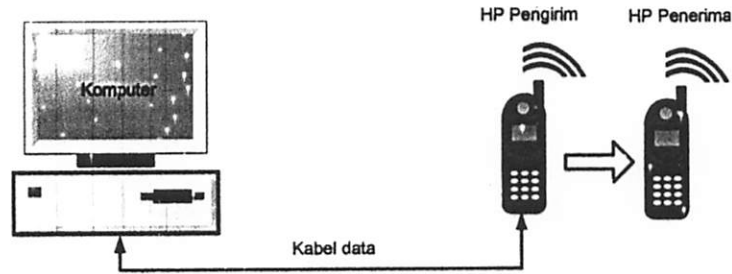 HP Pengirim
HP Penerima
Komputer
Kabel data